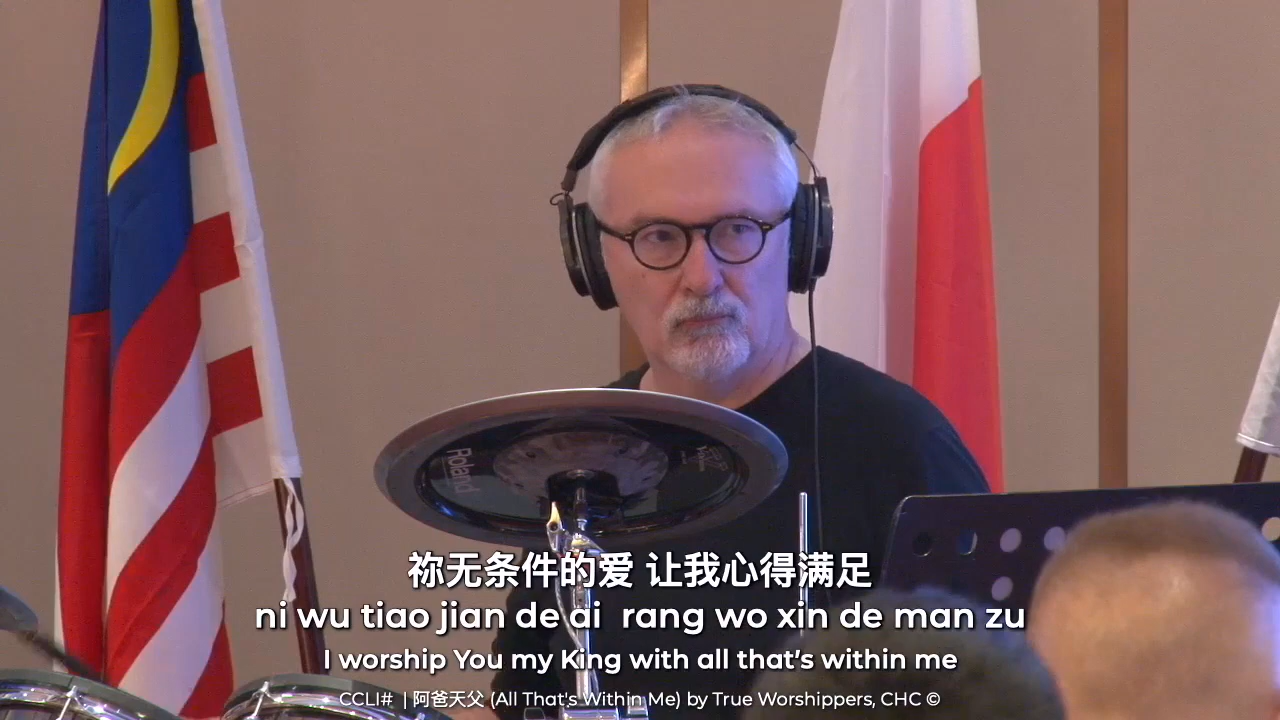 Roland
祢无条件的爱 让我心得满足
ni wu tiao jian de ai  rang wo xin de man zu
I worship You my King with all that's within me
CCLI#  | 阿爸天父 (All That's Within Me) by True Worshippers, CHC ©